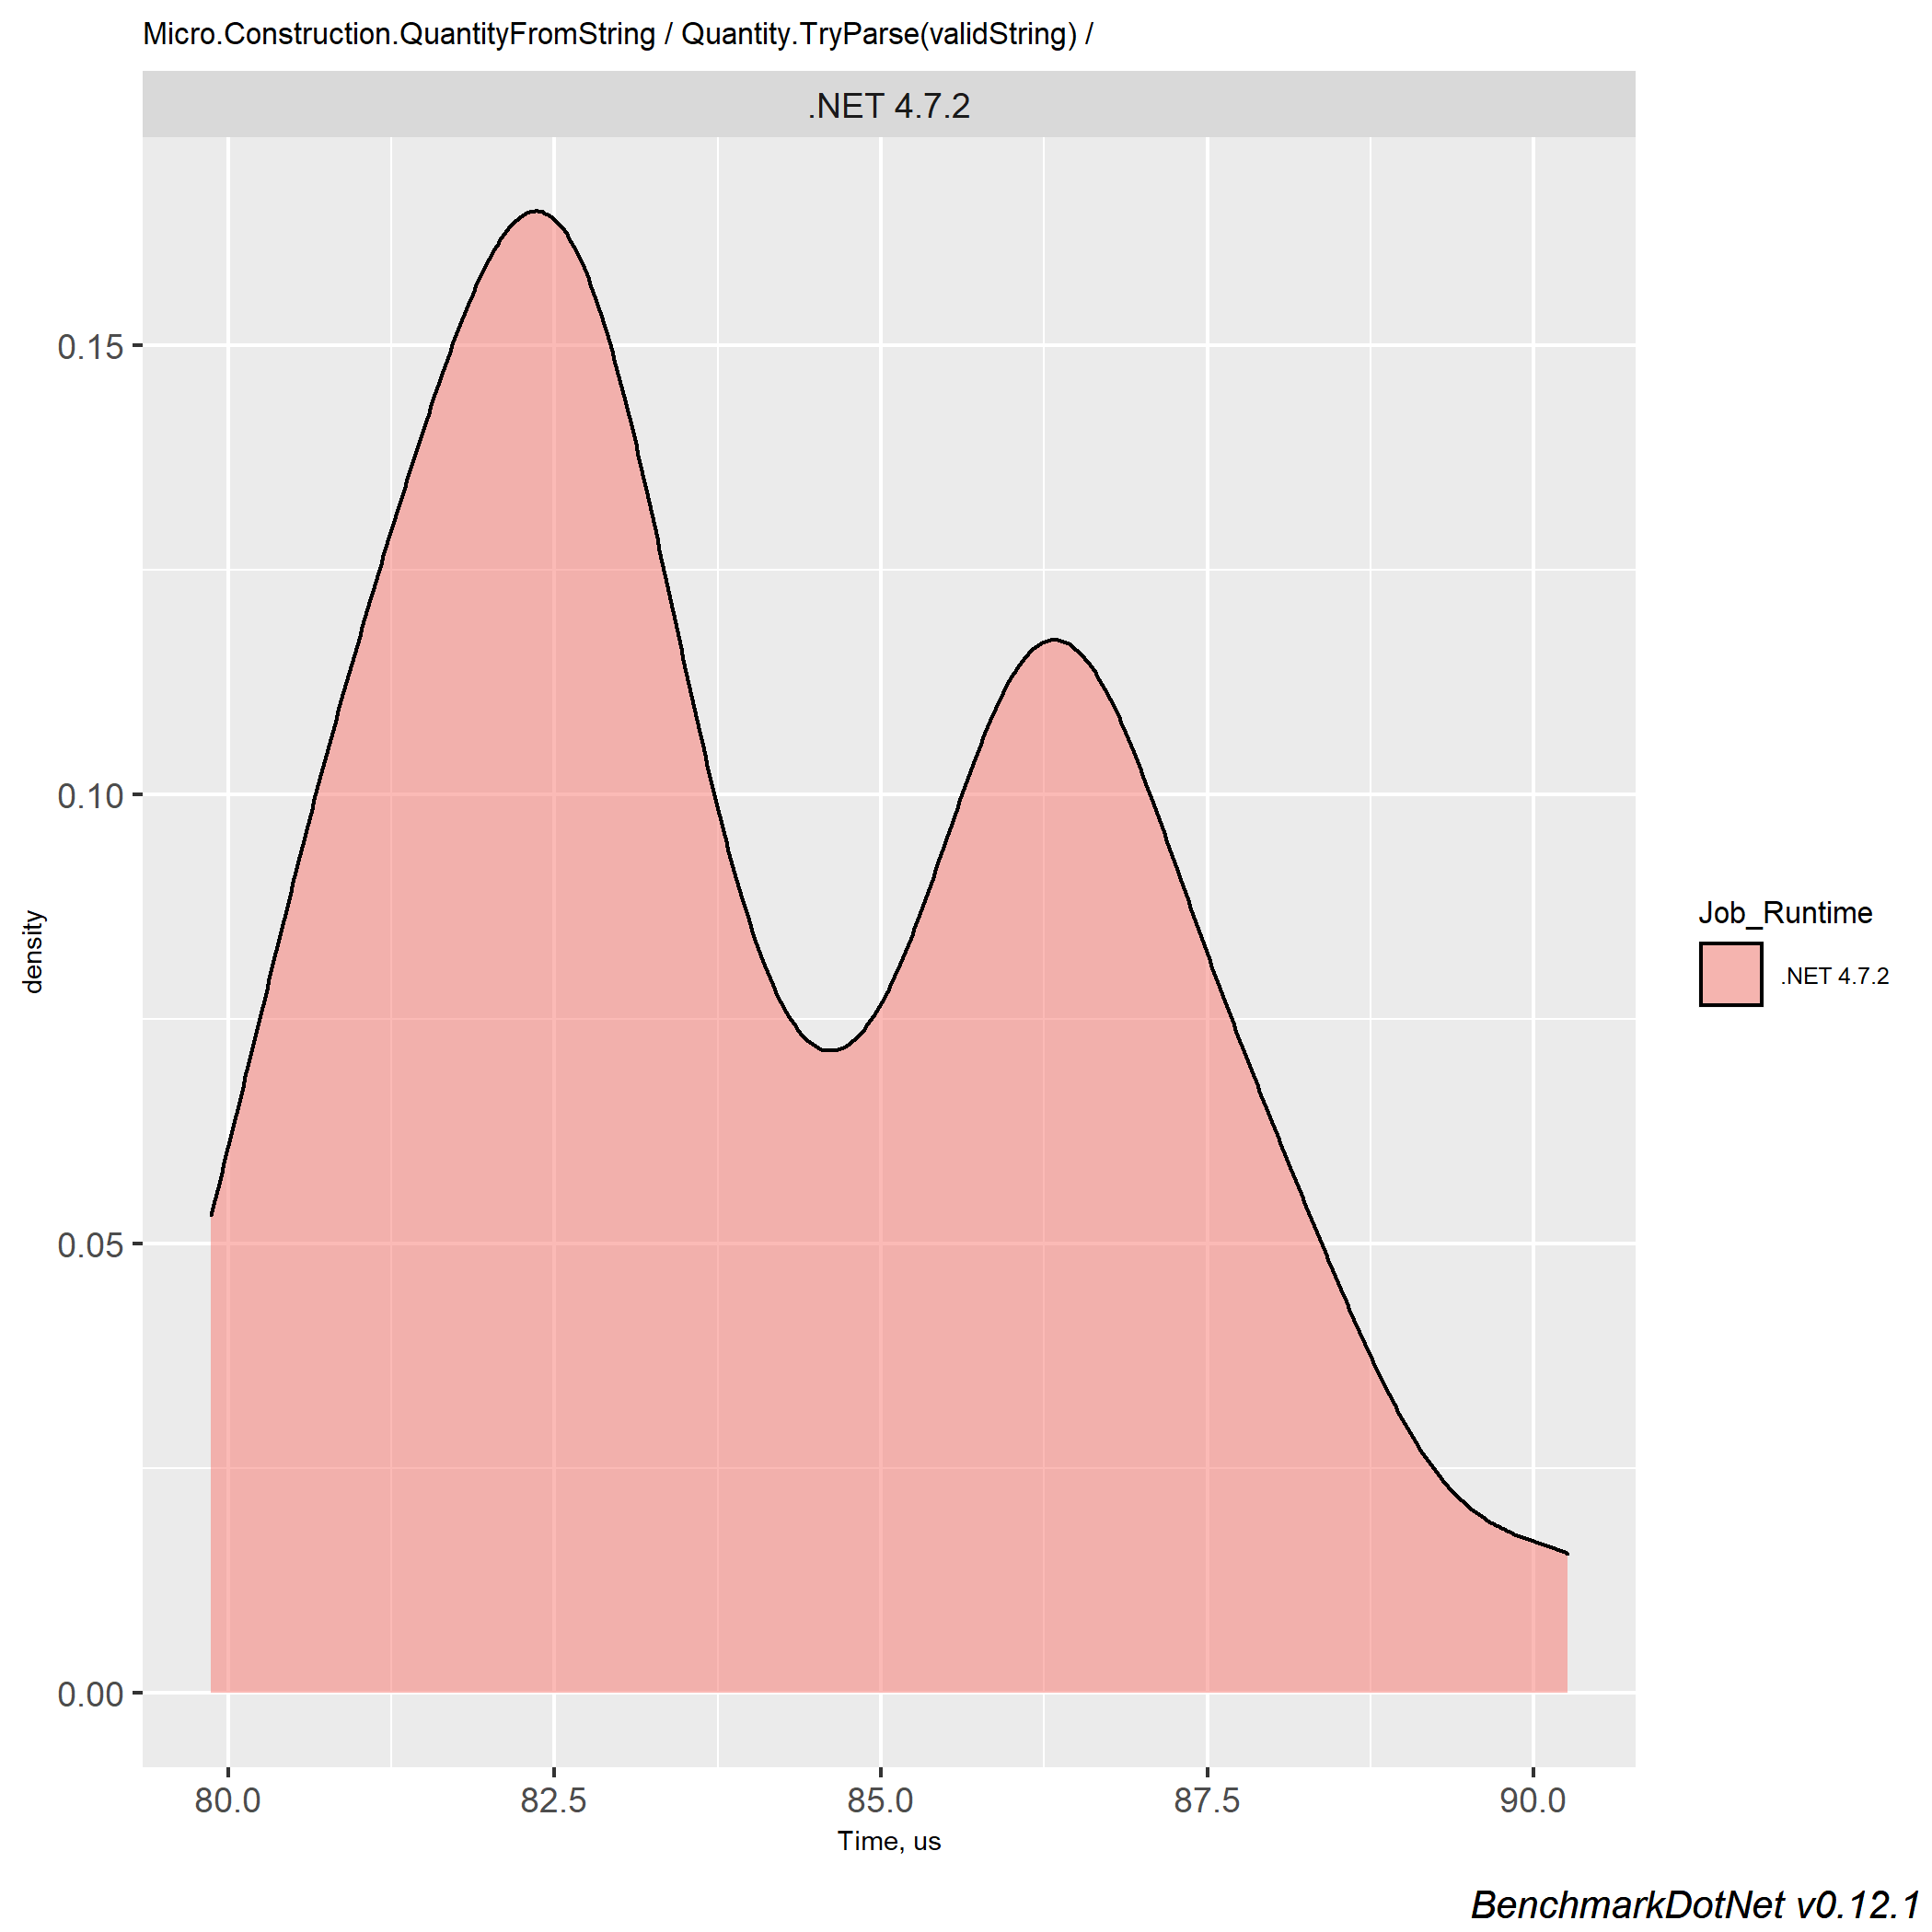 Micro.Construction.QuantityFromString / Quantity.TryParse(validString) /
.NET 4.7.2
0.15
0.10
0.05
0.00
density
80.0 82.5 85.0 87.5 90.0
Time, us
Job_Runtime
.NET 4.7.2
BenchmarkDotNet v0.12.1